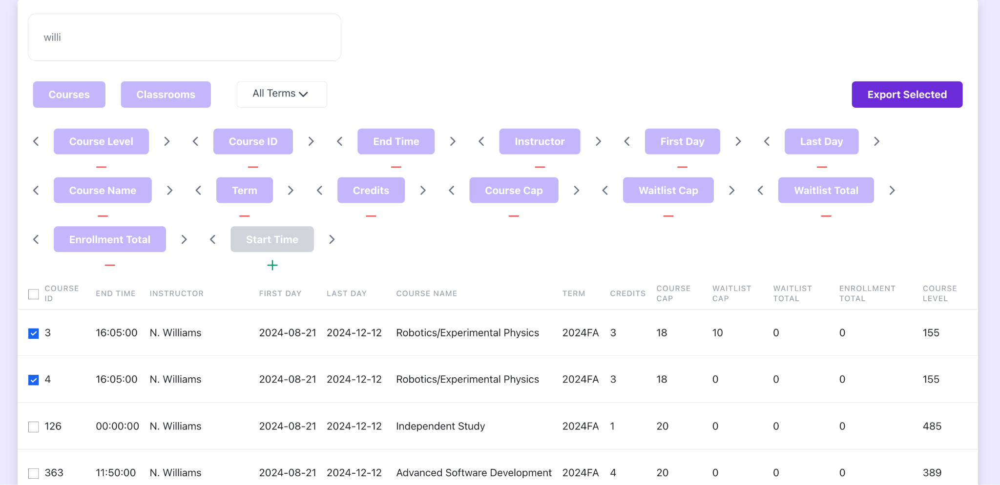 willi
Courses Classrooms All Terms Export Selected
Course Level Course ID End Time Instructor First Day Last Day
Course Name Term Credits Course Cap Waitlist Cap Waitlist Total
Enrollment Total Start Time
COURSE ID END TIME INSTRUCTOR FIRST DAY LAST DAY COURSE NAME TERM CREDITS COURSE CAP WAITLIST CAP WAITLIST TOTAL ENROLLMENT TOTAL COURSE LEVEL
3 16:05:00 N. Williams 2024-08-21 2024-12-12 Robotics/Experimental Physics 2024FA 3 18 10 0 0 155
4 16:05:00 N. Williams 2024-08-21 2024-12-12 Robotics/Experimental Physics 2024FA 3 18 0 0 0 155
126 00:00:00 N. Williams 2024-08-21 2024-12-12 Independent Study 2024FA 1 20 0 0 0 485
363 11:50:00 N. Williams 2024-08-21 2024-12-12 Advanced Software Development 2024FA 4 20 0 0 0 389